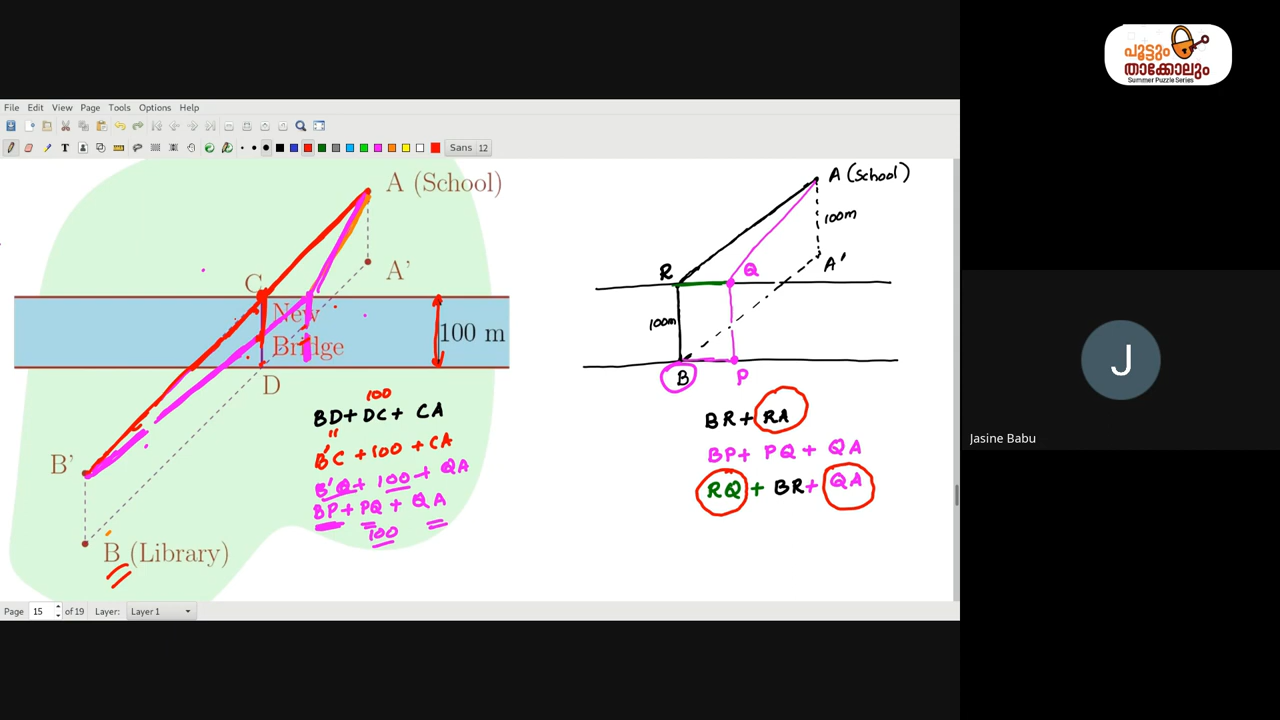 പൂട്ടും
താക്കോലും
Summer Puzzle Series
File Edit View Page Tools Options Help
Sans 12
A (School)
A'
C
New
Bridge
100 m
D
B'
B (Library)
100
BD + DC + CA
"
B'C + 100 + CA
B'Q + 100 + QA
BP + PQ + QA
100
A (School)
100m
A'
R
Q
100m
B
P
BR + RA
BP + PQ + QA
RQ + BR + QA
J
Jasine Babu
Page 15 of 19 Layer: Layer 1